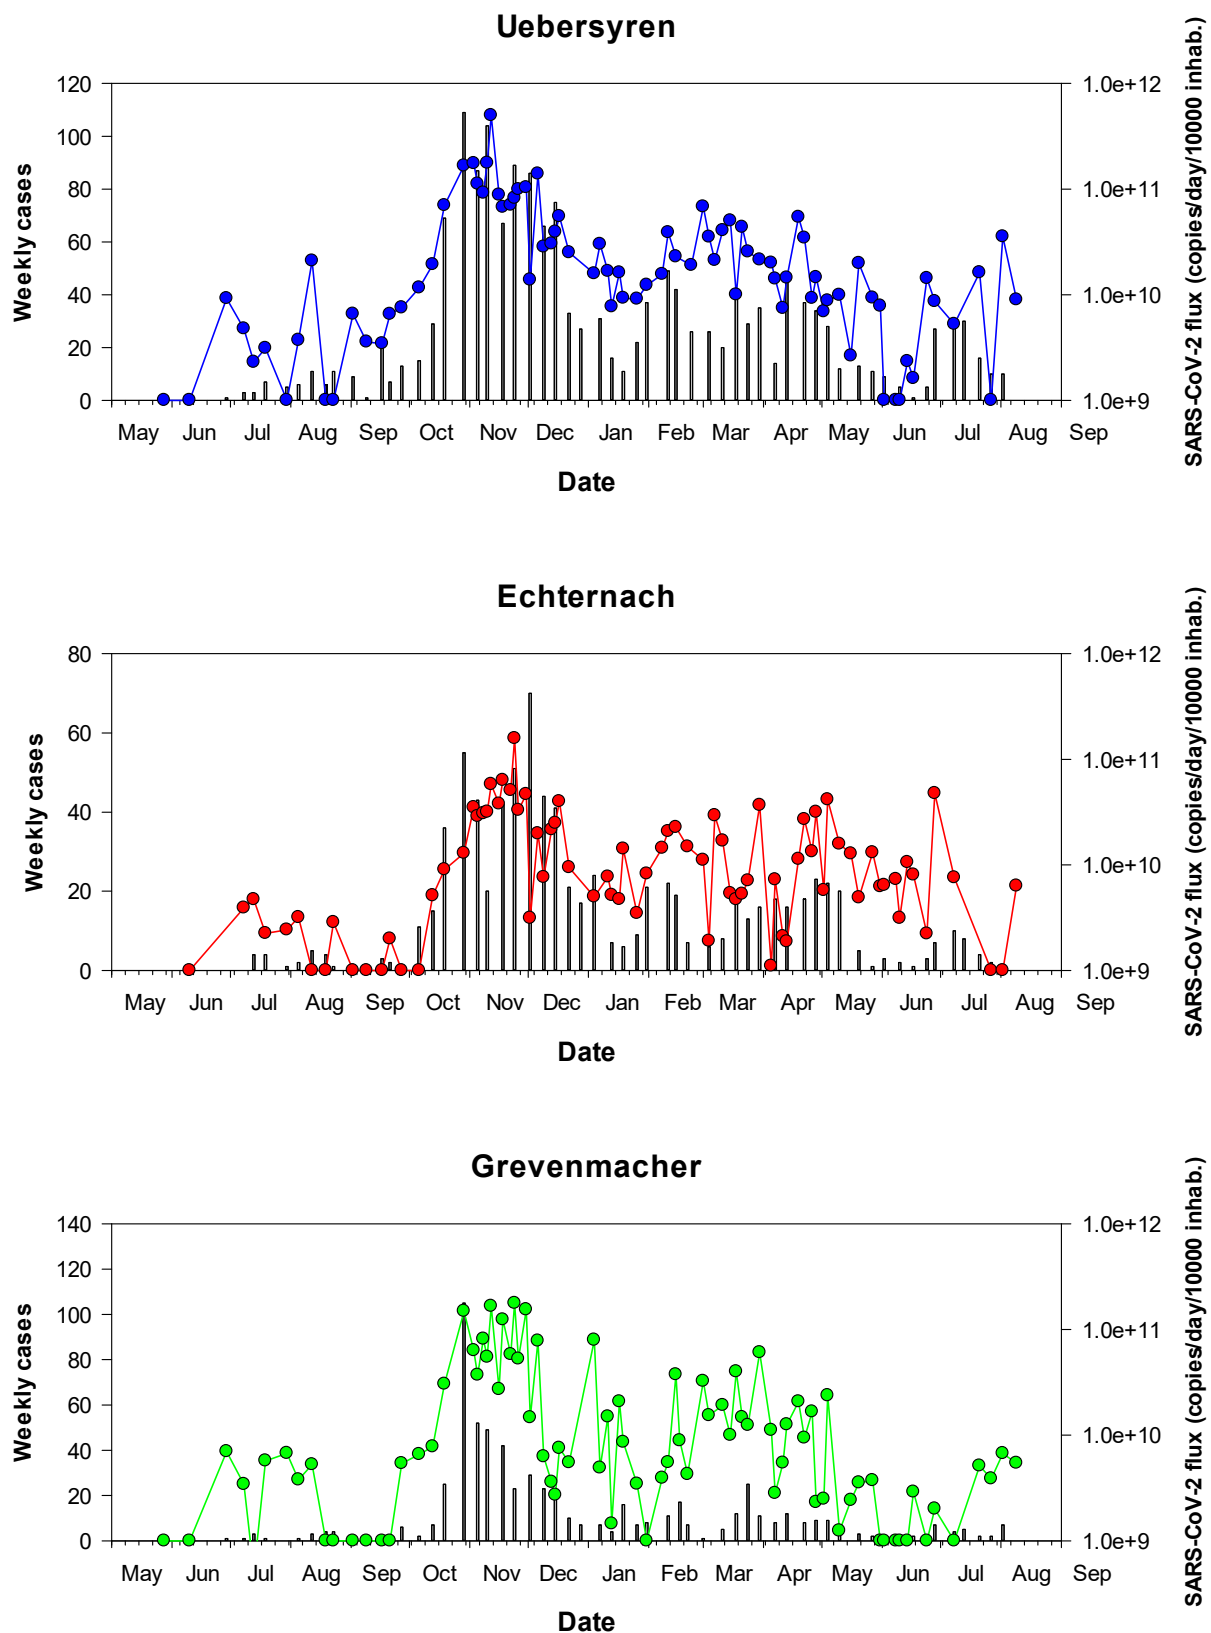 Uebersyren
120
100
80
60
40
20
0
Weekly cases
1.0e+12
1.0e+11
1.0e+10
1.0e+9
SARS-CoV-2 flux (copies/day/10000 inhab.)
May Jun Jul Aug Sep Oct Nov Dec Jan Feb Mar Apr May Jun Jul Aug Sep
Date
Echternach
80
60
40
20
0
Weekly cases
1.0e+12
1.0e+11
1.0e+10
1.0e+9
SARS-CoV-2 flux (copies/day/10000 inhab.)
May Jun Jul Aug Sep Oct Nov Dec Jan Feb Mar Apr May Jun Jul Aug Sep
Date
Grevenmacher
140
120
100
80
60
40
20
0
Weekly cases
1.0e+12
1.0e+11
1.0e+10
1.0e+9
SARS-CoV-2 flux (copies/day/10000 inhab.)
May Jun Jul Aug Sep Oct Nov Dec Jan Feb Mar Apr May Jun Jul Aug Sep
Date